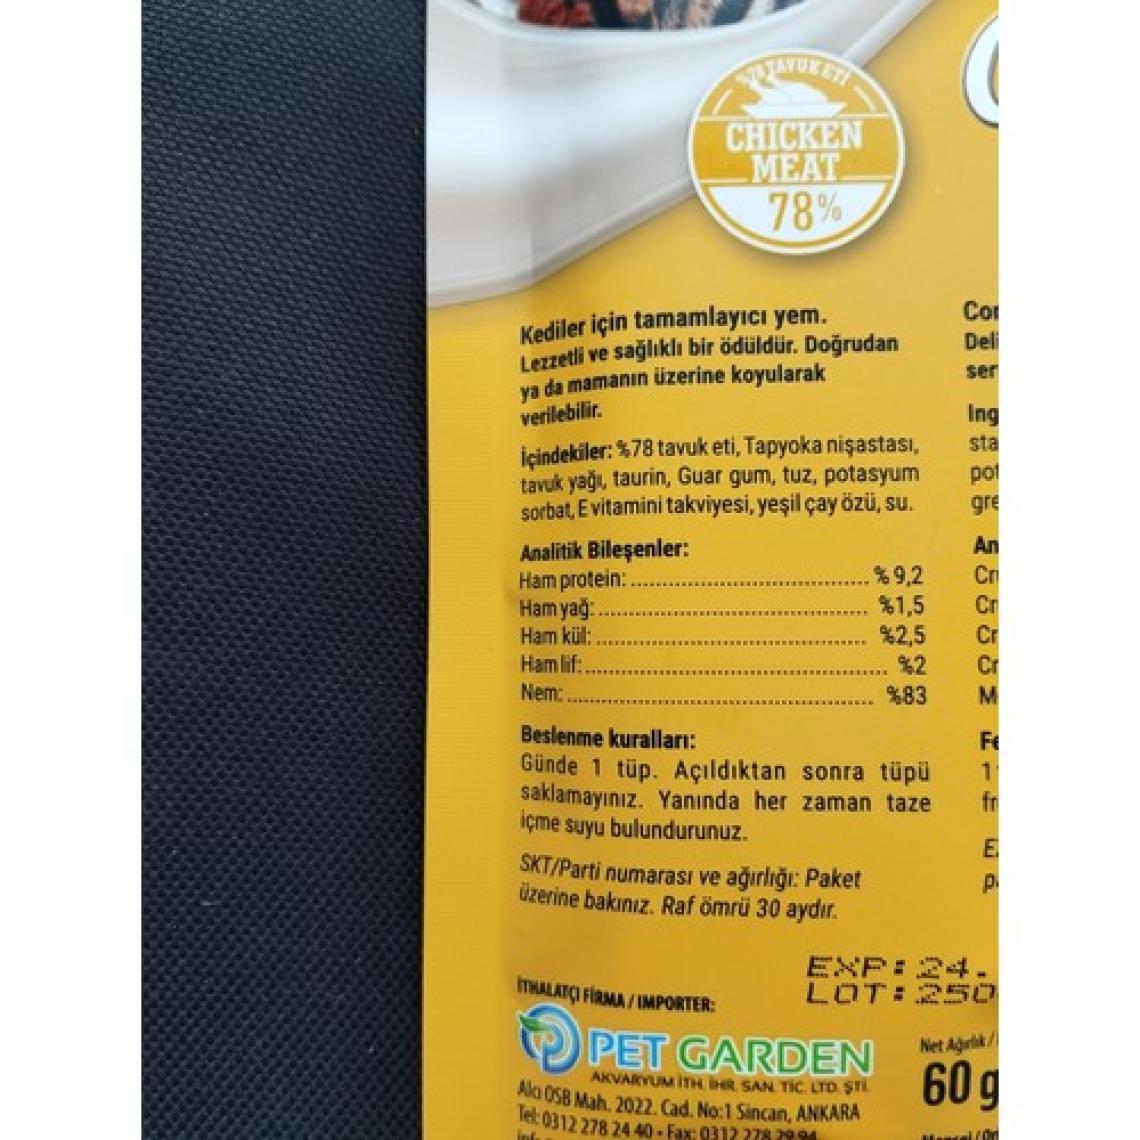 %78 TAVUK ETİ
CHICKEN
MEAT
78%
Kediler için tamamlayıcı yem.
Lezzetli ve sağlıklı bir ödüldür. Doğrudan
ya da mamanın üzerine koyularak
verilebilir.
İçindekiler: %78 tavuk eti, Tapyoka nişastası,
tavuk yağı, taurin, Guar gum, tuz, potasyum
sorbat, E vitamini takviyesi, yeşil çay özü, su.
Analitik Bileşenler:
Ham protein: % 9,2
Ham yağ: %1,5
Ham kül: %2,5
Ham lif: %2
Nem: %83
Beslenme kuralları:
Günde 1 tüp. Açıldıktan sonra tüpü
saklamayınız. Yanında her zaman taze
içme suyu bulundurunuz.
SKT/Parti numarası ve ağırlığı: Paket
üzerine bakınız. Raf ömrü 30 aydır.
EXP: 24.
LOT: 250
İTHALATÇI FİRMA / IMPORTER:
PET GARDEN
AKVARYUM İTH. İHR. SAN. TİC. LTD. ŞTİ.
Alcı OSB Mah. 2022. Cad. No:1 Sincan, ANKARA
Tel: 0312 278 24 40 • Fax: 0312 278 29 94
Net Ağırlık /
60 g